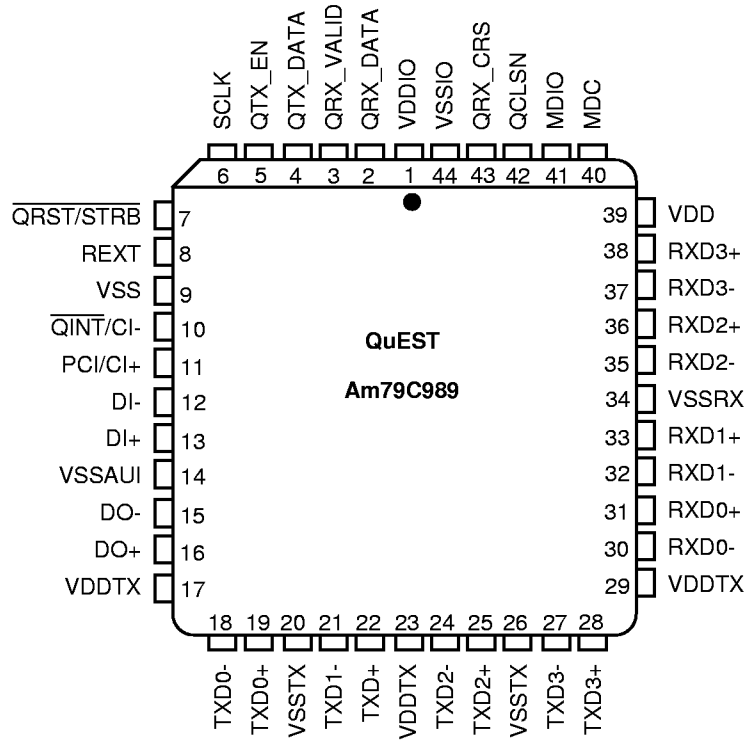 SCLK
QTX_EN
QTX_DATA
QRX_VALID
QRX_DATA
VDDIO
VSSIO
QRX_CRS
QCLSN
MDIO
MDC
6 5 4 3 2 1 44 43 42 41 40
QRST/STRB 7
REXT 8
VSS 9
QINT/CI- 10
PCI/CI+ 11
DI- 12
DI+ 13
VSSAUI 14
DO- 15
DO+ 16
VDDTX 17
QuEST
Am79C989
39 VDD
38 RXD3+
37 RXD3-
36 RXD2+
35 RXD2-
34 VSSRX
33 RXD1+
32 RXD1-
31 RXD0+
30 RXD0-
29 VDDTX
18 19 20 21 22 23 24 25 26 27 28
TXD0-
TXD0+
VSSTX
TXD1-
TXD+
VDDTX
TXD2-
TXD2+
VSSTX
TXD3-
TXD3+